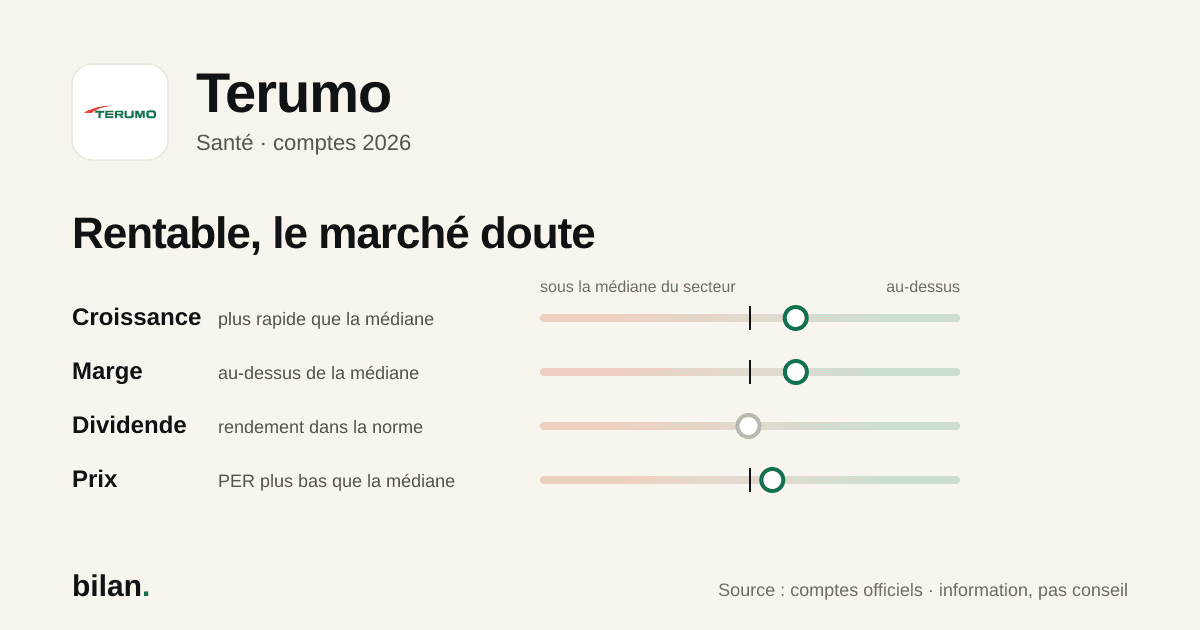 TERUMO
Terumo
Santé · comptes 2026
Rentable, le marché doute
sous la médiane du secteur au-dessus
Croissance plus rapide que la médiane
Marge au-dessus de la médiane
Dividende rendement dans la norme
Prix PER plus bas que la médiane
bilan.
Source : comptes officiels · information, pas conseil